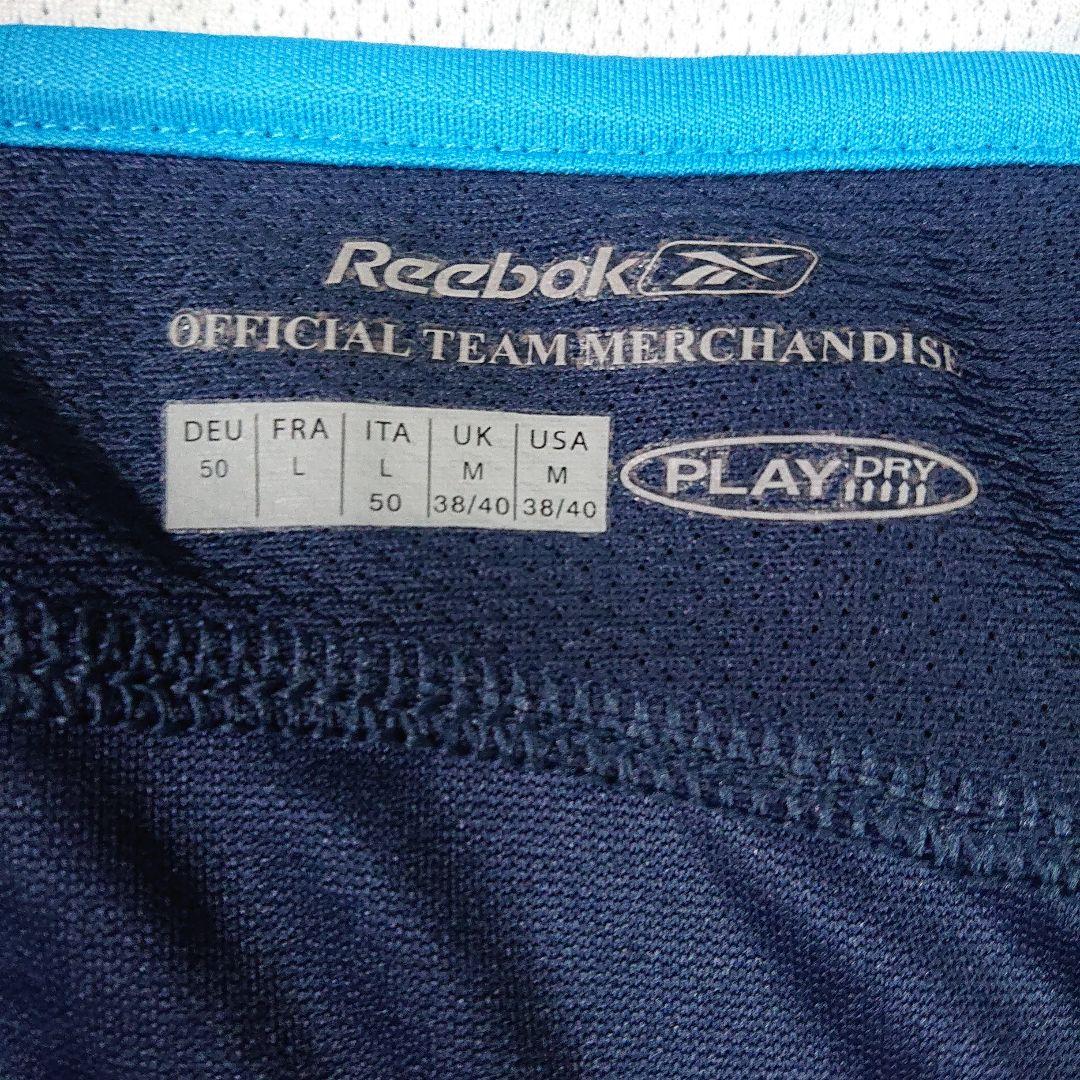 Reebok
OFFICIAL TEAM MERCHANDISE
DEU FRA ITA UK USA
50 L L M M
50 38/40 38/40
PLAY DRY